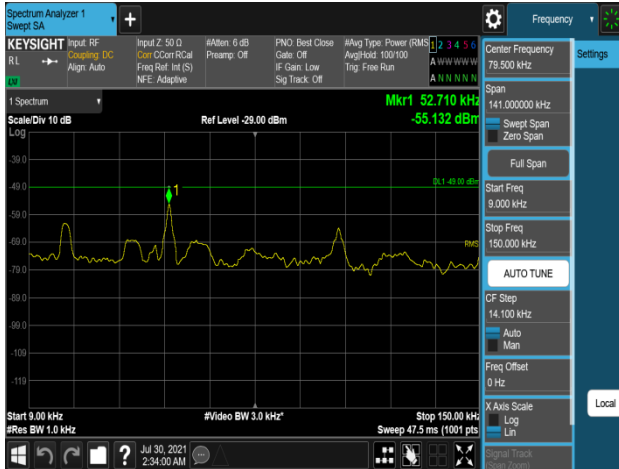 Spectrum Analyzer 1
Swept SA
+
Frequency
KEYSIGHT
RL
LU
Input: RF
Coupling: DC
Align: Auto
Input Z: 50 Ω
Corr CCorr RCal
Freq Ref: Int (S)
NFE: Adaptive
#Atten: 6 dB
Preamp: Off
PNO: Best Close
Gate: Off
IF Gain: Low
Sig Track: Off
#Avg Type: Power (RMS
Avg|Hold: 100/100
Trig: Free Run
1 2 3 4 5 6
A W W W W W
A N N N N N
1 Spectrum
Scale/Div 10 dB
Log
Ref Level -29.00 dBm
Mkr1 52.710 kHz
-55.132 dBm
-39.0
-49.0
-59.0
-69.0
-79.0
-89.0
-99.0
-109
-119
1
DL1 -49.00 dBm
RMS
Start 9.00 kHz
#Res BW 1.0 kHz
#Video BW 3.0 kHz*
Stop 150.00 kHz
Sweep 47.5 ms (1001 pts
Jul 30, 2021
2:34:00 AM
?
Center Frequency
79.500 kHz
Span
141.000000 kHz
Swept Span
Zero Span
Full Span
Start Freq
9.000 kHz
Stop Freq
150.000 kHz
AUTO TUNE
CF Step
14.100 kHz
Auto
Man
Freq Offset
0 Hz
X Axis Scale
Log
Lin
Signal Track
(Span Zoom)
Settings
Local